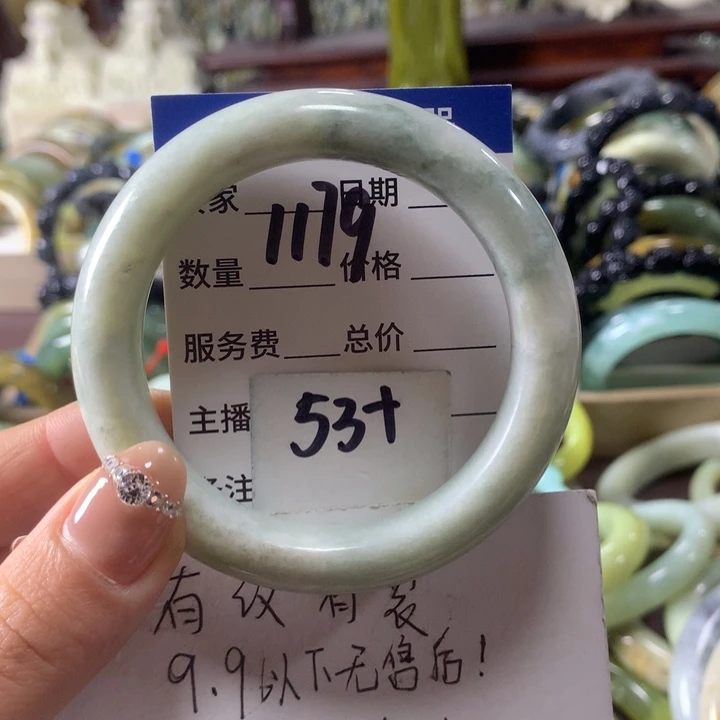 家 日期
1179
数量 价格
服务费 总价
主播
53+
备注
有纹有裂
9.9以下无售后!